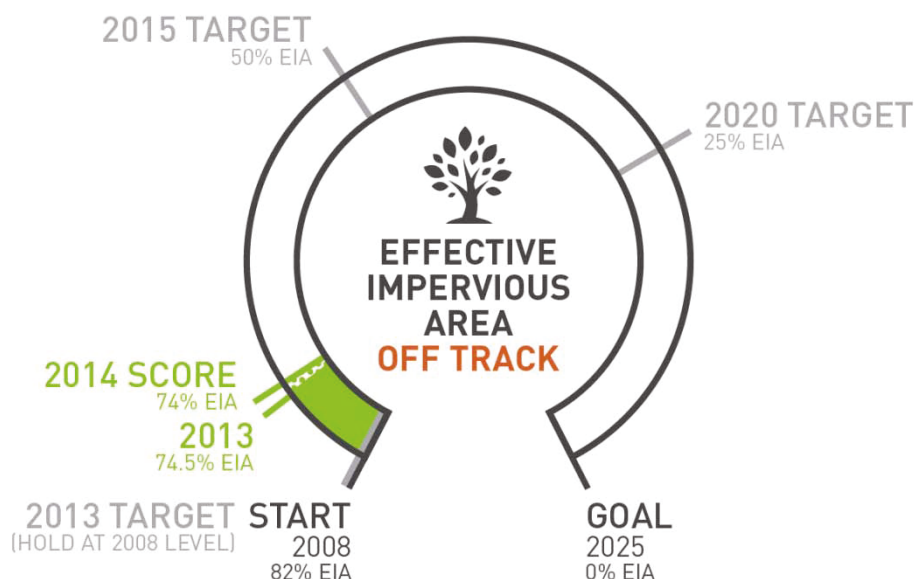 2015 TARGET
50% EIA
2020 TARGET
25% EIA
EFFECTIVE
IMPERVIOUS
AREA
OFF TRACK
2014 SCORE
74% EIA
2013
74.5% EIA
2013 TARGET
(HOLD AT 2008 LEVEL)
START
2008
82% EIA
GOAL
2025
0% EIA